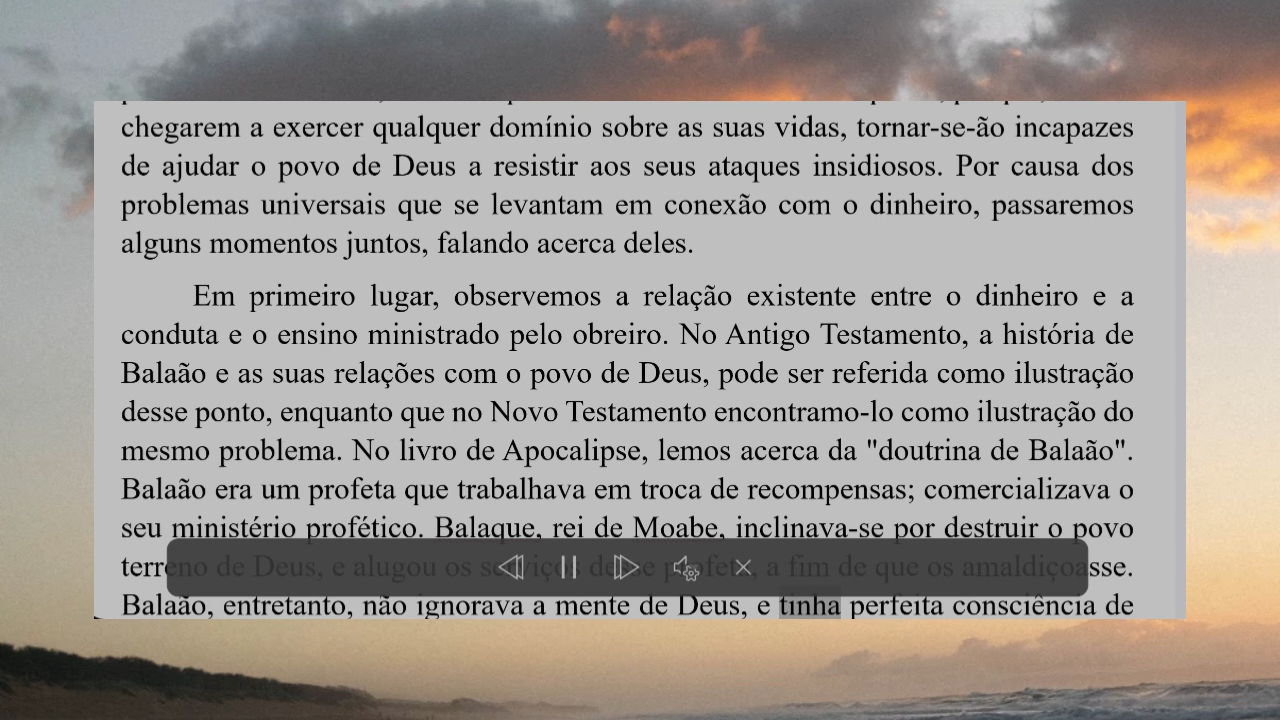 chegarem a exercer qualquer domínio sobre as suas vidas, tornar-se-ão incapazes
de ajudar o povo de Deus a resistir aos seus ataques insidiosos. Por causa dos
problemas universais que se levantam em conexão com o dinheiro, passaremos
alguns momentos juntos, falando acerca deles.
Em primeiro lugar, observemos a relação existente entre o dinheiro e a
conduta e o ensino ministrado pelo obreiro. No Antigo Testamento, a história de
Balaão e as suas relações com o povo de Deus, pode ser referida como ilustração
desse ponto, enquanto que no Novo Testamento encontramo-lo como ilustração do
mesmo problema. No livro de Apocalipse, lemos acerca da "doutrina de Balaão".
Balaão era um profeta que trabalhava em troca de recompensas; comercializava o
seu ministério profético. Balaque, rei de Moabe, inclinava-se por destruir o povo
terreno de Deus, e alugou os serviços desse profeta, a fim de que os amaldiçoasse.
Balaão, entretanto, não ignorava a mente de Deus, e tinha perfeita consciência de